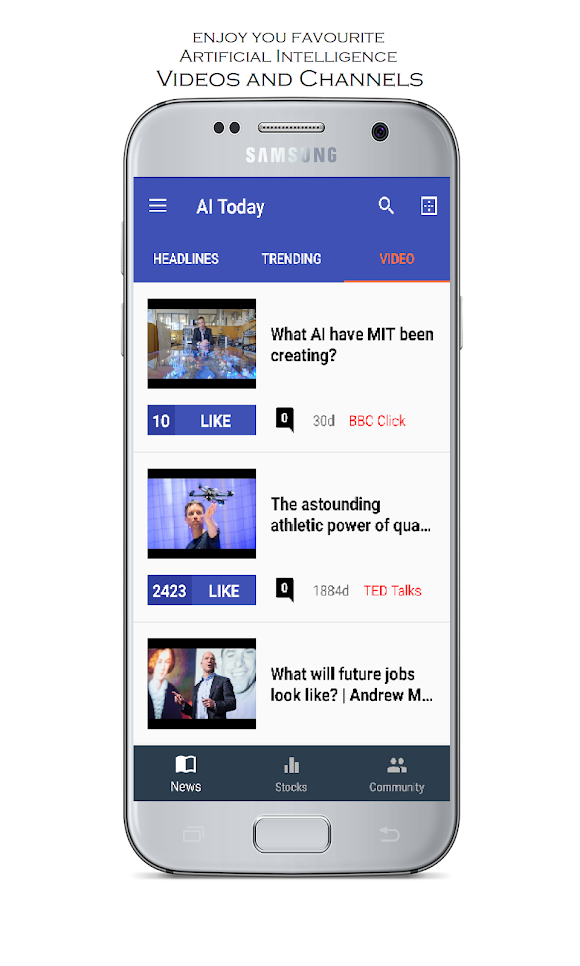 ENJOY YOU FAVOURITE
ARTIFICIAL INTELLIGENCE
VIDEOS AND CHANNELS
SAMSUNG
AI Today
HEADLINES TRENDING VIDEO
What AI have MIT been
creating?
10 LIKE 0 30d BBC Click
The astounding
athletic power of qua...
2423 LIKE 0 1884d TED Talks
What will future jobs
look like? | Andrew M...
News Stocks Community